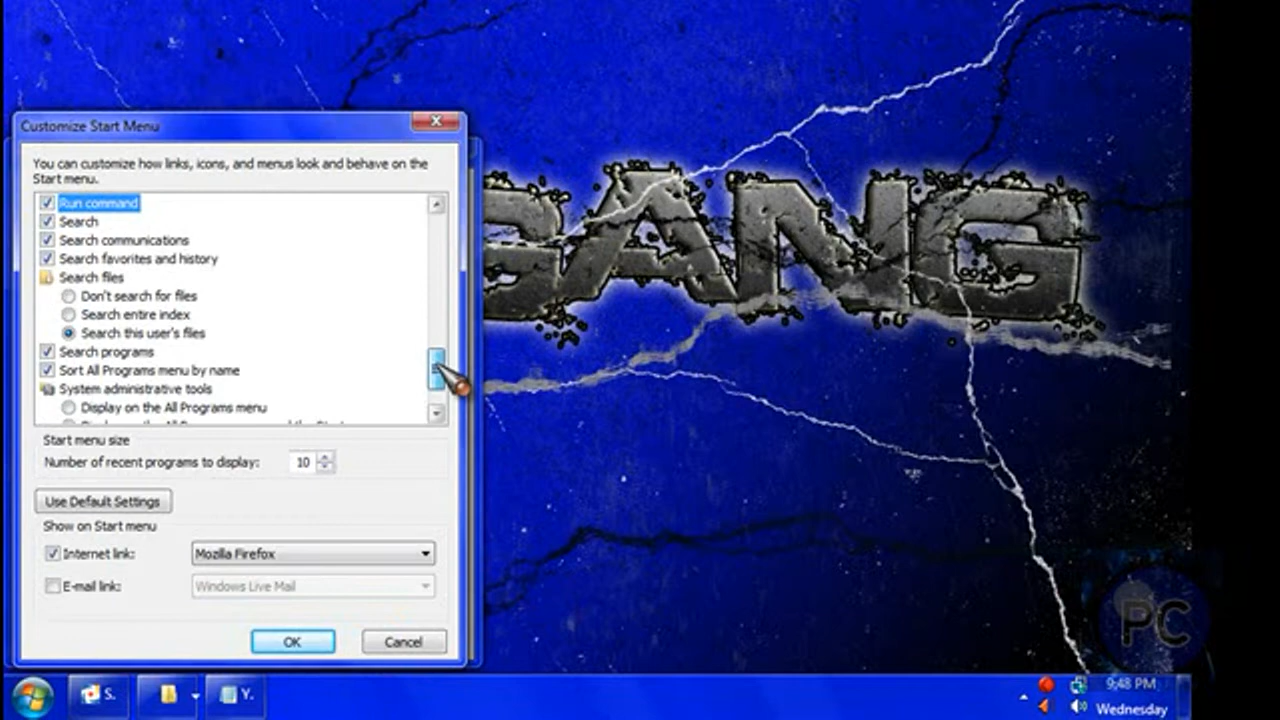 GANG
Customize Start Menu
You can customize how links, icons, and menus look and behave on the
Start menu.
Run command
Search
Search communications
Search favorites and history
Search files
Don't search for files
Search entire index
Search this user's files
Search programs
Sort All Programs menu by name
System administrative tools
Display on the All Programs menu
Start menu size
Number of recent programs to display: 10
Use Default Settings
Show on Start menu
Internet link: Mozilla Firefox
E-mail link: Windows Live Mail
OK Cancel
PC
S. Y. 9:48 PM
Wednesday